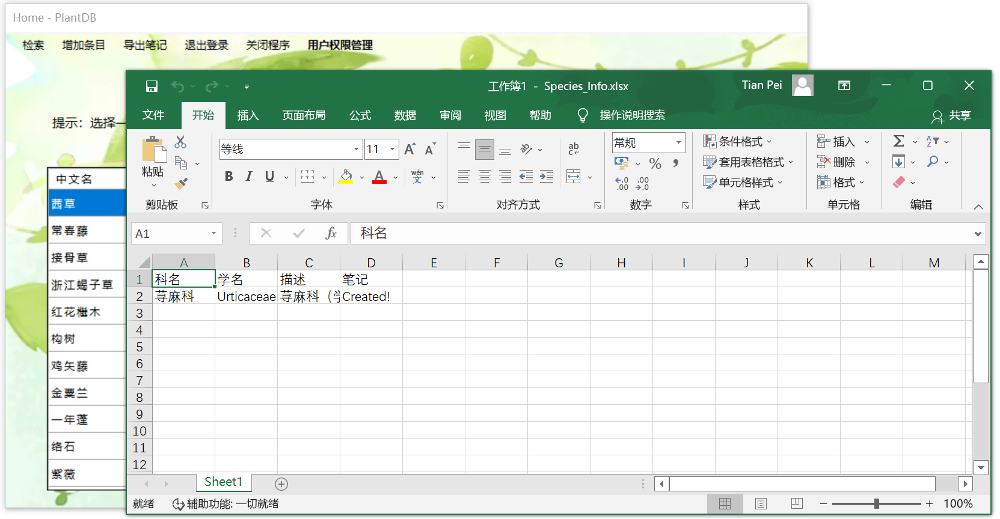 Home - PlantDB
检索 增加条目 导出笔记 退出登录 关闭程序 用户权限管理
提示：选择一
中文名
茜草
常春藤
接骨草
浙江蝎子草
红花檵木
构树
鸡矢藤
金粟兰
一年蓬
络石
紫薇
工作簿1 - Species_Info.xlsx
Tian Pei
文件 开始 插入 页面布局 公式 数据 审阅 视图 帮助 操作说明搜索 共享
粘贴
剪贴板
等线 11
B I U A wén 文
字体
ab c
对齐方式
常规
% .0 .00 .00 .0
数字
条件格式
套用表格格式
单元格样式
样式
插入
删除
格式
单元格
Σ A Z
编辑
A1 fx 科名
A B C D E F G H I J K L M
1 科名 学名 描述 笔记
2 荨麻科 Urticaceae 荨麻科（学 Created!
3
4
5
6
7
8
9
10
11
12
Sheet1
就绪 辅助功能: 一切就绪 100%